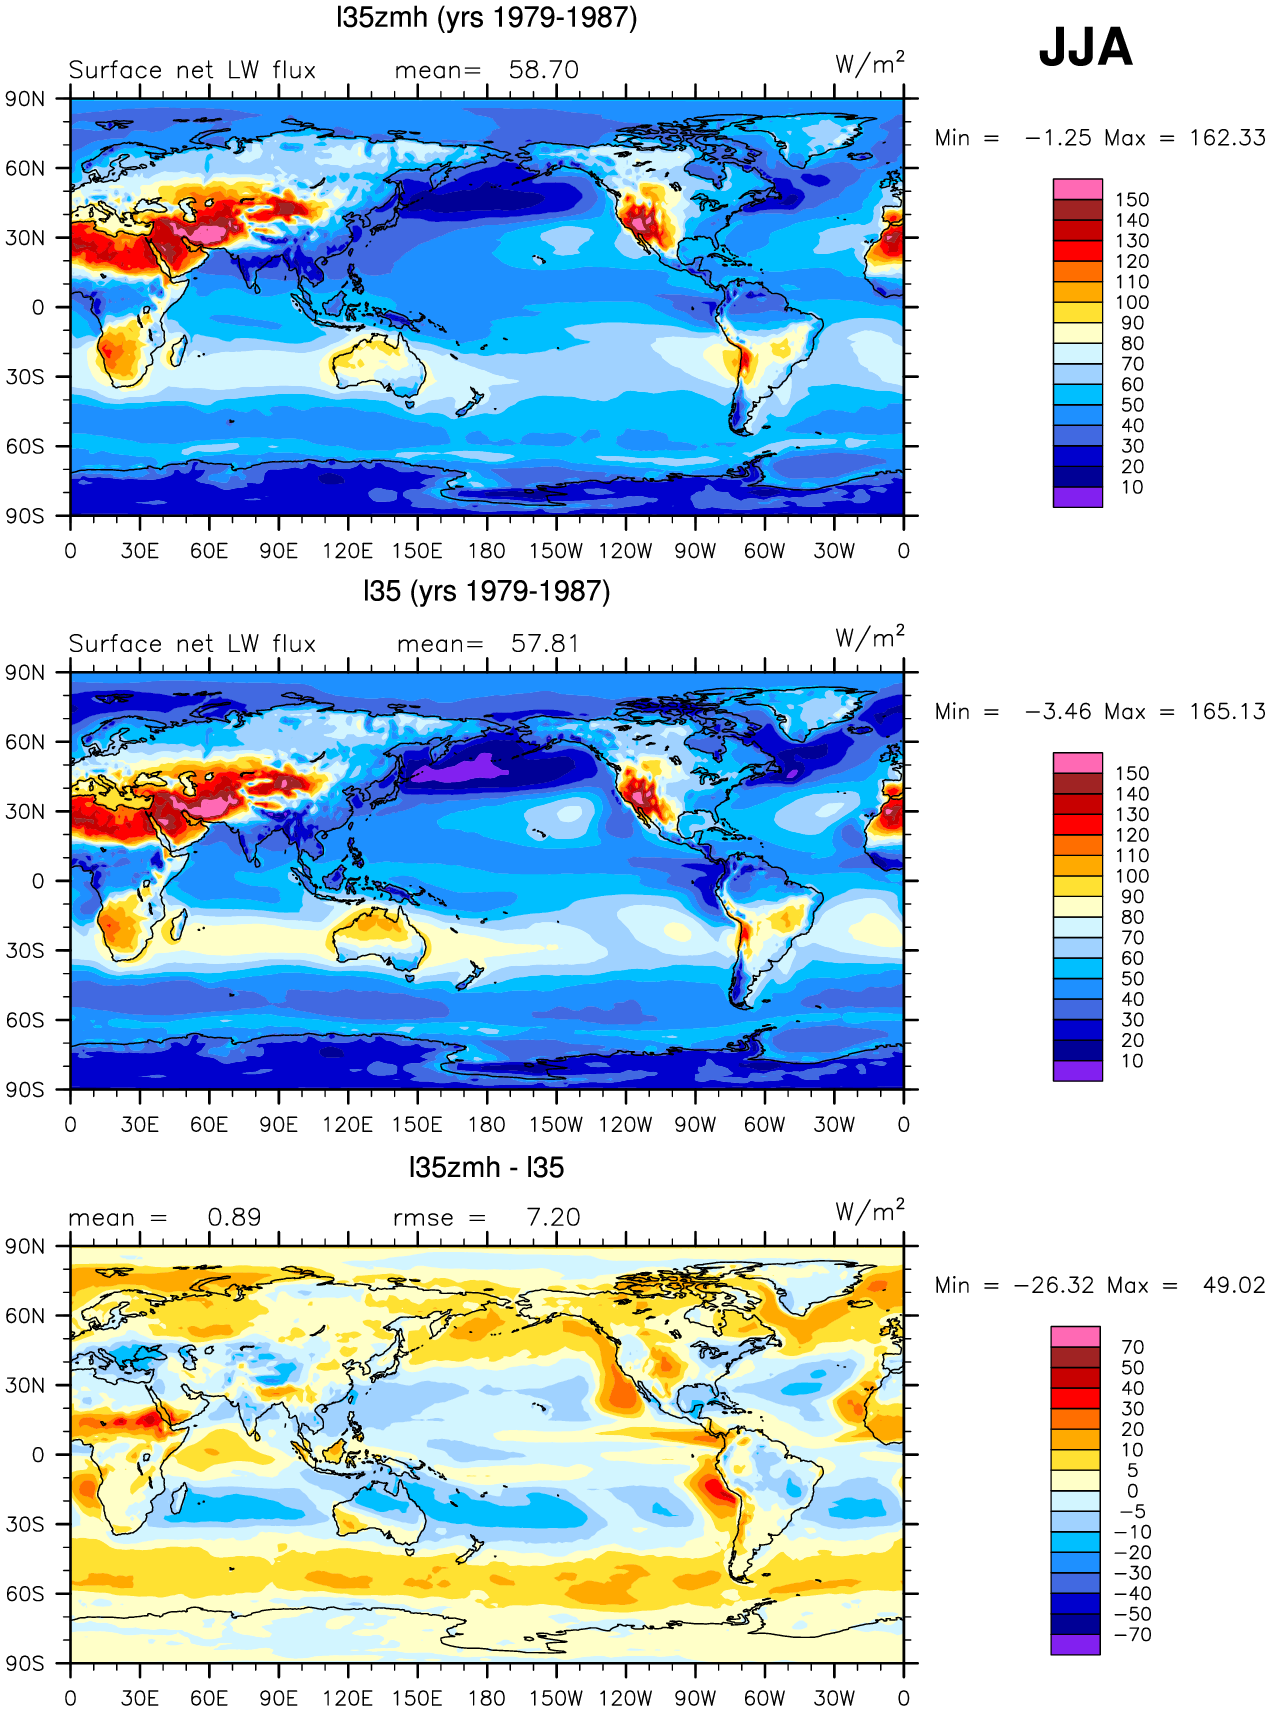 l35zmh (yrs 1979-1987)
JJA
Surface net LW flux mean= 58.70 W/m²
Min = −1.25 Max = 162.33
90N
60N
30N
0
30S
60S
90S
0 30E 60E 90E 120E 150E 180 150W 120W 90W 60W 30W 0
150
140
130
120
110
100
90
80
70
60
50
40
30
20
10
l35 (yrs 1979-1987)
Surface net LW flux mean= 57.81 W/m²
Min = −3.46 Max = 165.13
90N
60N
30N
0
30S
60S
90S
0 30E 60E 90E 120E 150E 180 150W 120W 90W 60W 30W 0
150
140
130
120
110
100
90
80
70
60
50
40
30
20
10
l35zmh - l35
mean = 0.89 rmse = 7.20 W/m²
Min = −26.32 Max = 49.02
90N
60N
30N
0
30S
60S
90S
0 30E 60E 90E 120E 150E 180 150W 120W 90W 60W 30W 0
70
50
40
30
20
10
5
0
−5
−10
−20
−30
−40
−50
−70